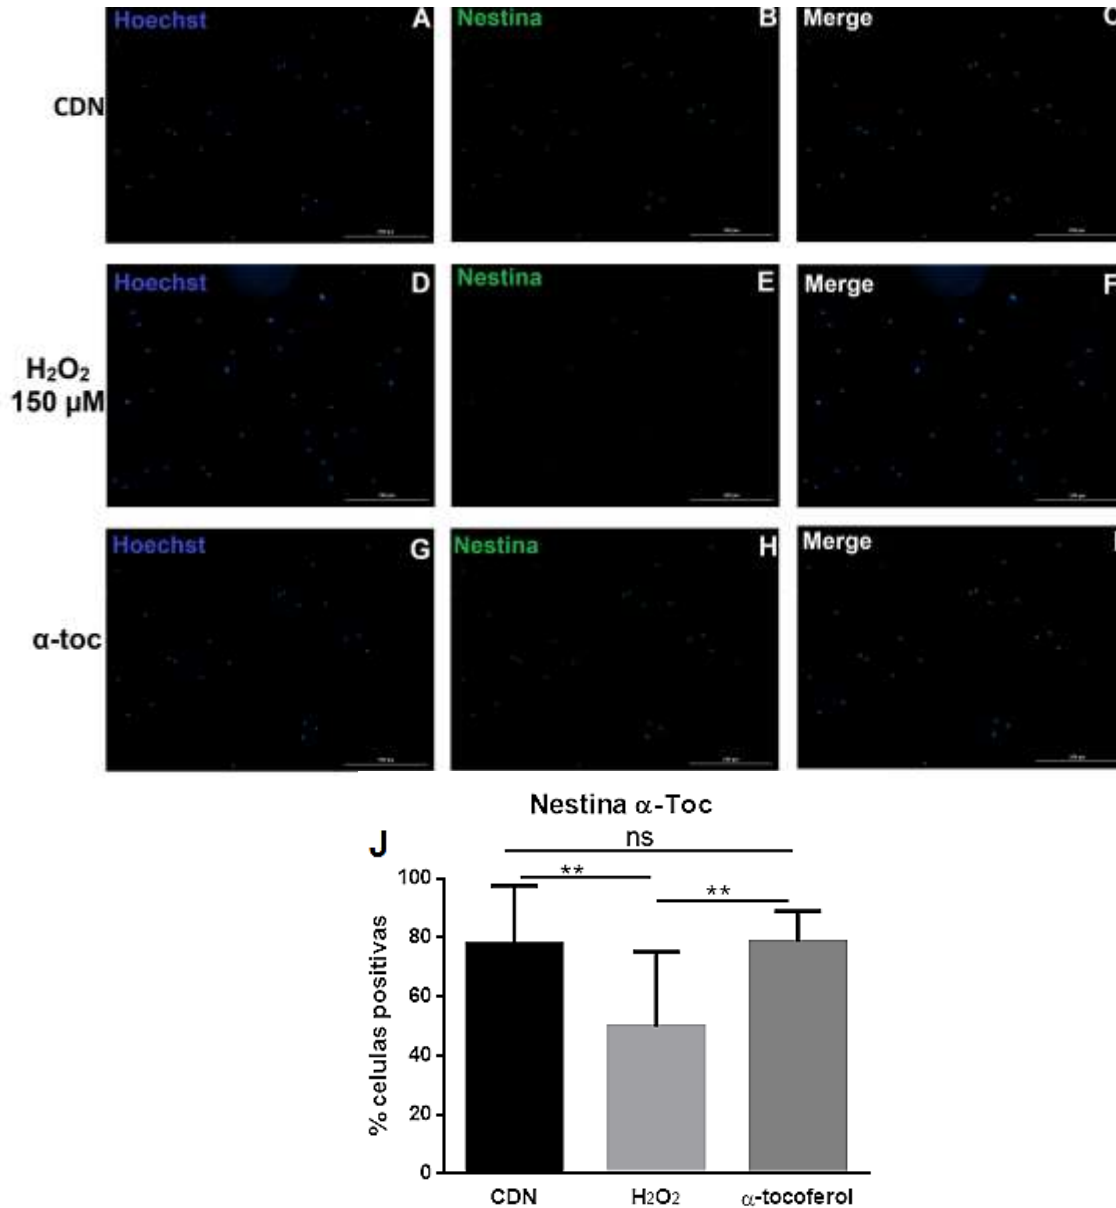 Hoechst A Nestina B Merge C
CDN
Hoechst D Nestina E Merge F
H₂O₂
150 µM
Hoechst G Nestina H Merge
α-toc
Nestina α-Toc
J
ns
**
**
100
80
60
40
20
0
% celulas positivas
CDN H₂O₂ α-tocoferol